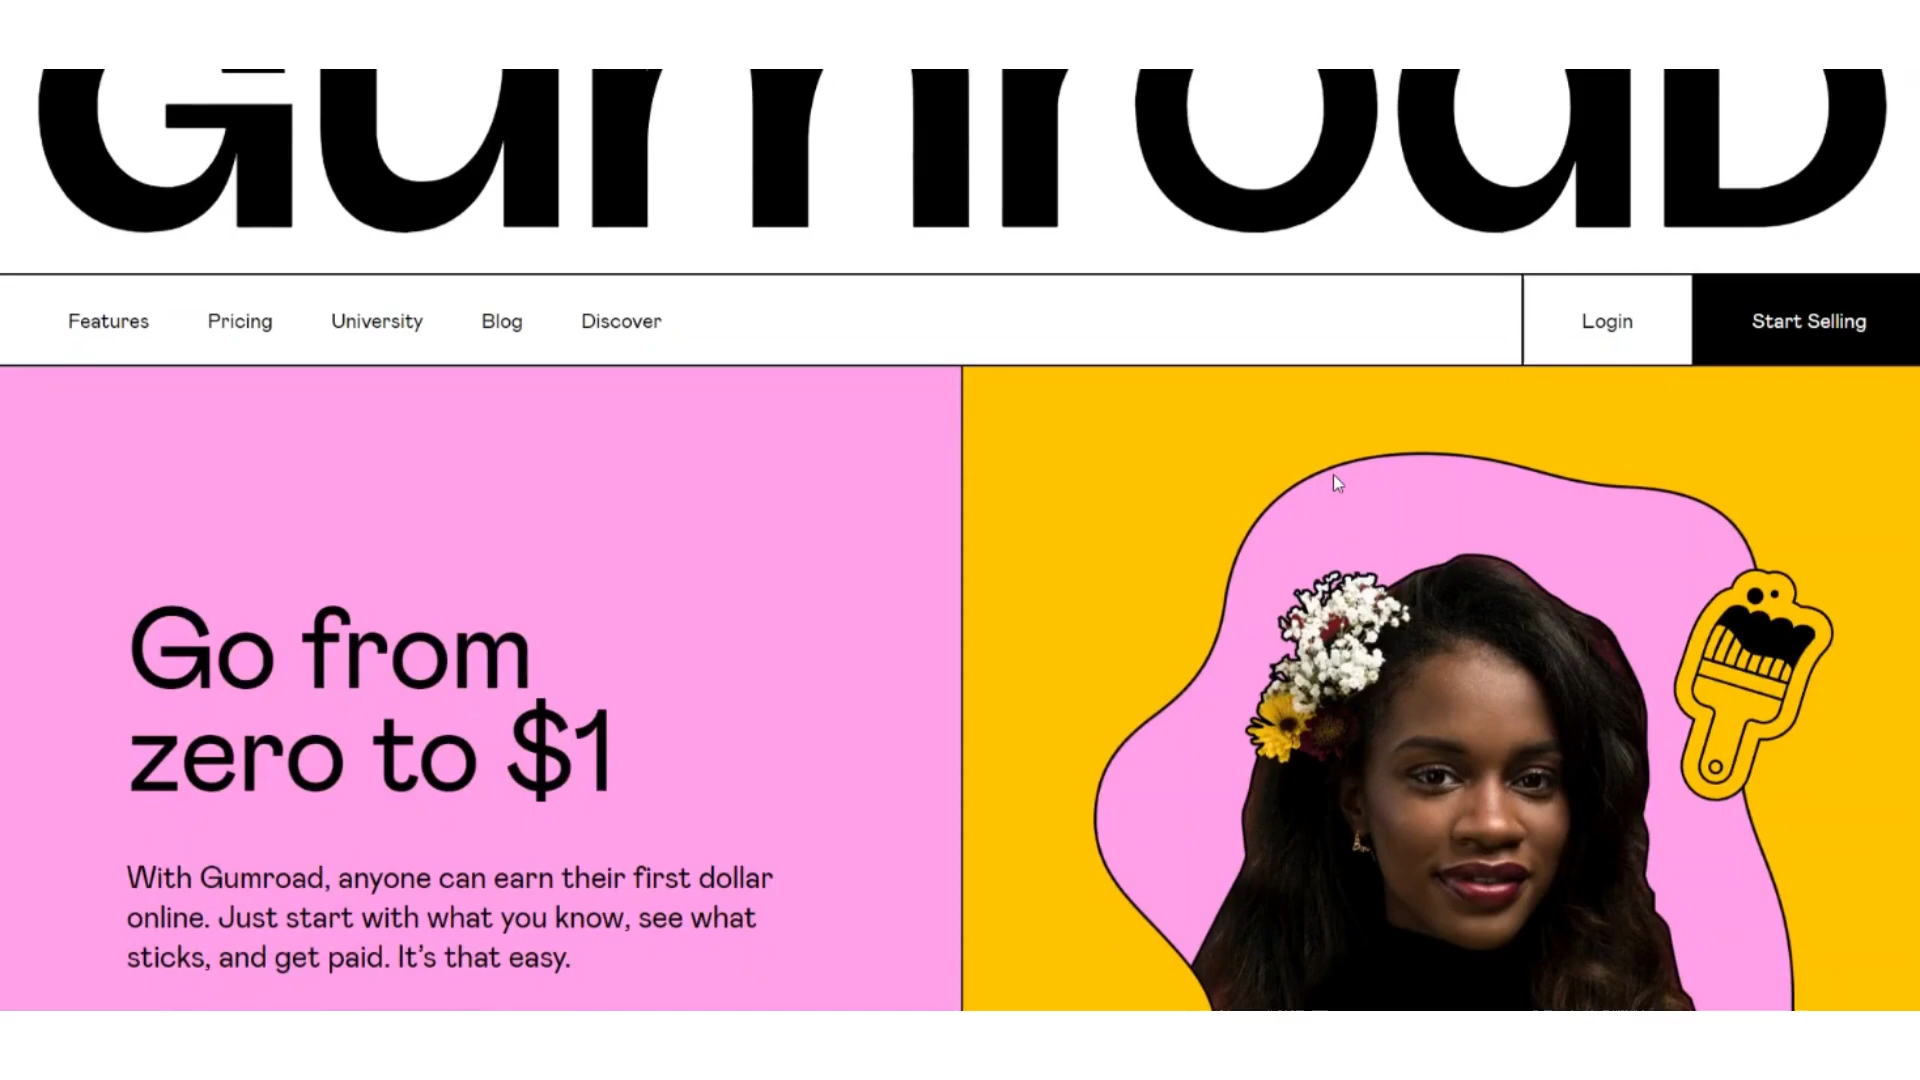 GumroaD
Features Pricing University Blog Discover Login Start Selling
Go from
zero to $1
With Gumroad, anyone can earn their first dollar
online. Just start with what you know, see what
sticks, and get paid. It’s that easy.